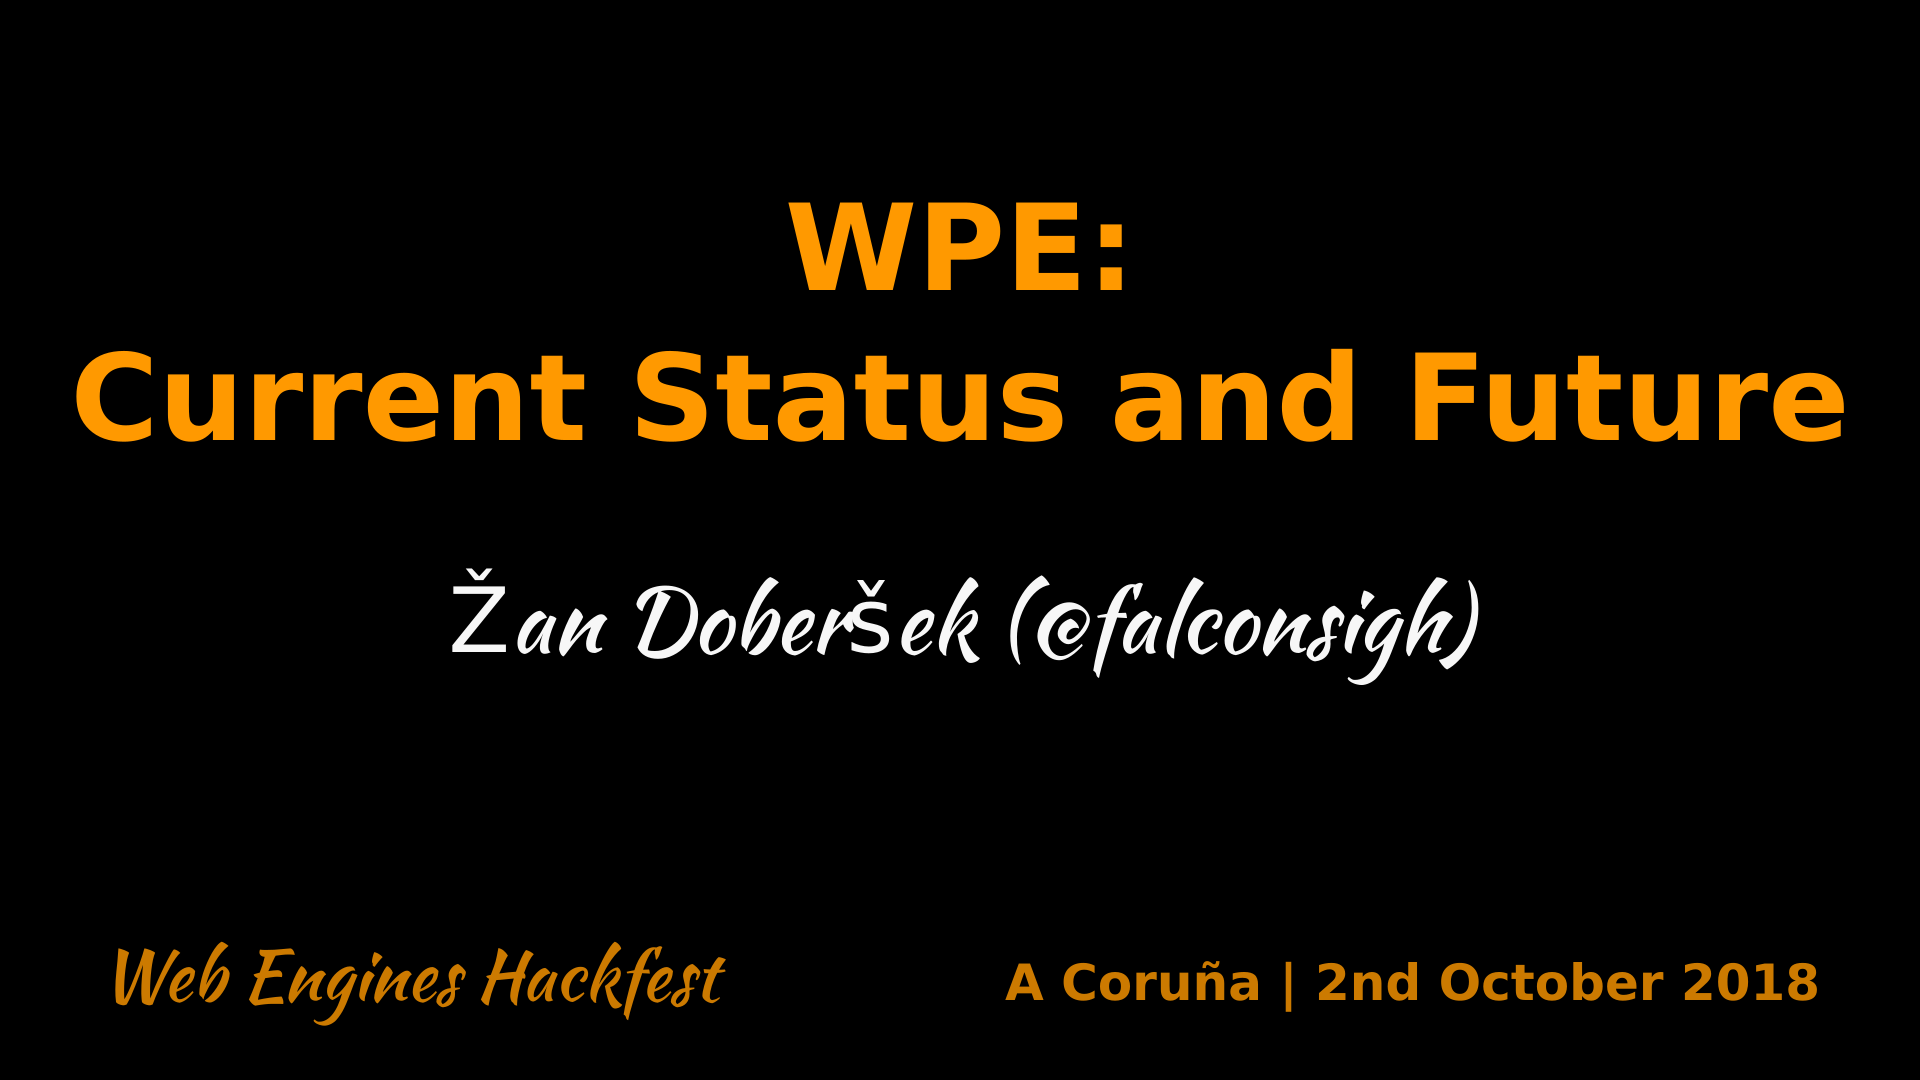 WPE:
Current Status and Future
Žan Doberšek (@falconsigh)
Web Engines Hackfest
A Coruña | 2nd October 2018